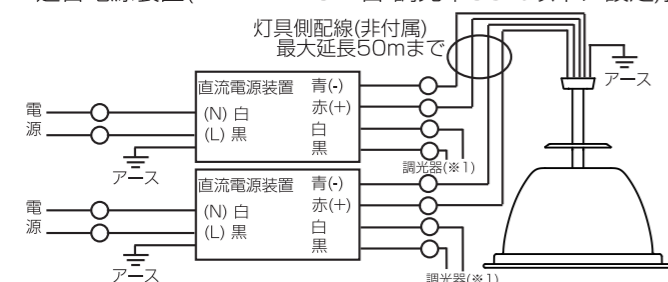 灯具側配線(非付属)
最大延長50mまで
アース
直流電源装置 青(-)
赤(+)
電源
(N) 白 白
(L) 黒 黒
アース
調光器(※1)
直流電源装置 青(-)
赤(+)
電源
(N) 白 白
(L) 黒 黒
アース
調光器(※1)